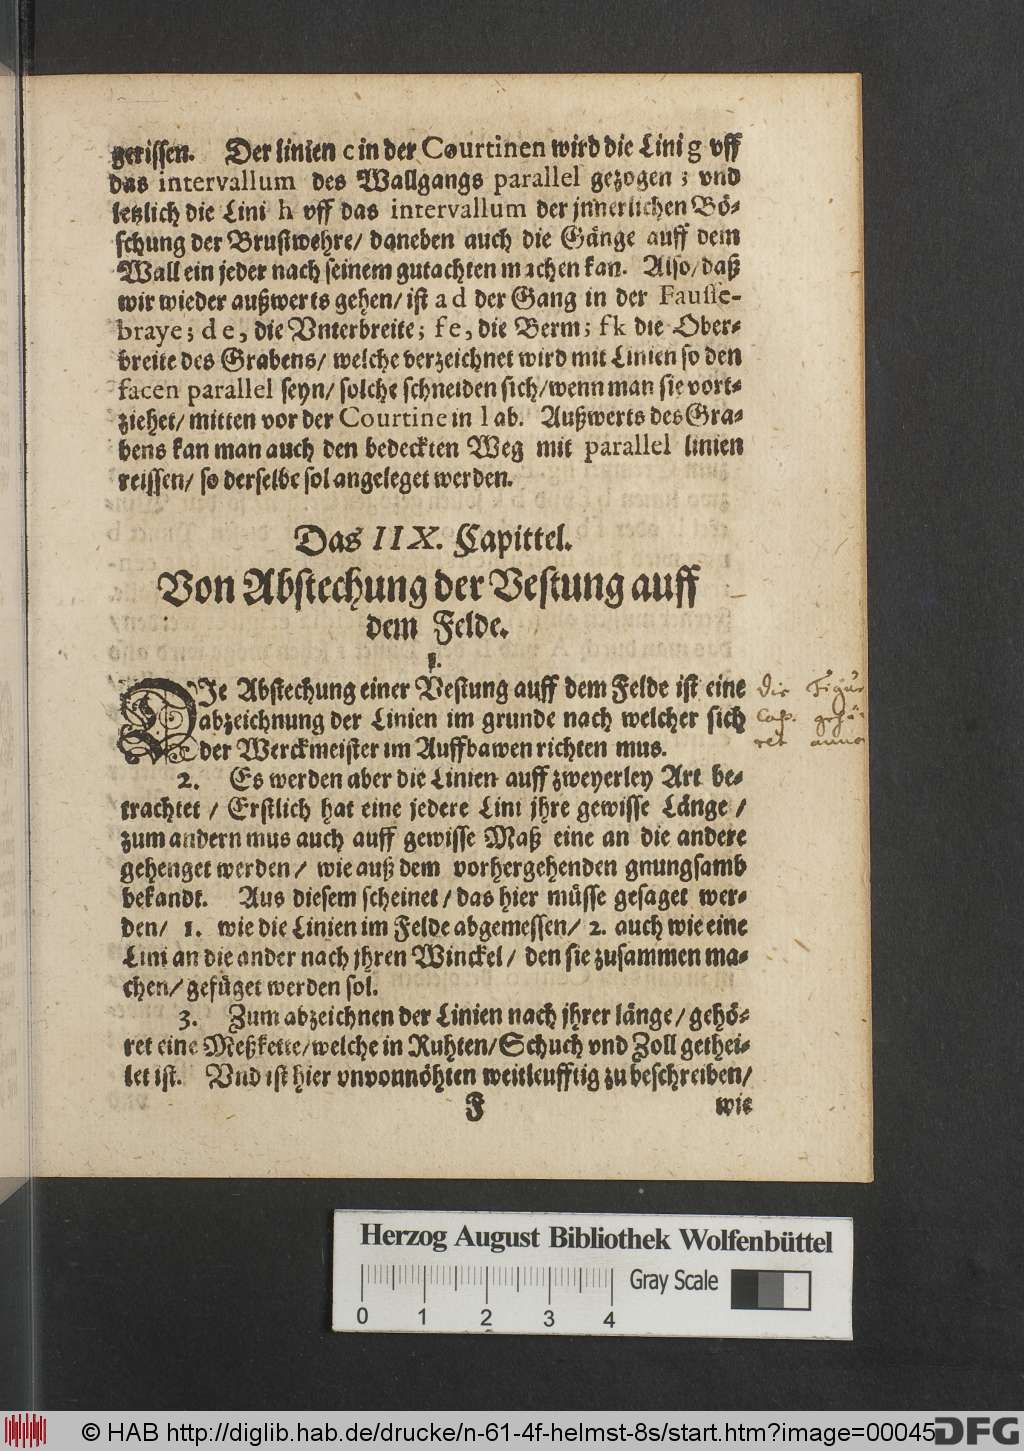 gerissen. Der linien c in der Courtinen wird die Lini g vff
das intervallum des Wallgangs parallel gezogen; vnd
letzlich die Lini h vff das intervallum der jnnerlichen Bö-
schung der Brustwehre/ daneben auch die Gänge auff dem
Wall ein jeder nach seinem gutachten machen kan. Also/ daß
wir wieder außwerts gehen/ ist a d der Gang in der Fausse-
braye; d e, die Vnterbreite; f e, die Berm; f k die Ober-
breite des Grabens/ welche verzeichnet wird mit Linien so den
facen parallel seyn/ solche schneiden sich/ wenn man sie vort-
ziehet/ mitten vor der Courtine in l ab. Außwerts des Gra-
bens kan man auch den bedeckten Weg mit parallel linien
reissen/ so derselbe sol angeleget werden.
Das IIX. Capittel.
Von Abstechung der Vestung auff
dem Felde.
1.
DJe Abstechung einer Vestung auff dem Felde ist eine
abzeichnung der Linien im grunde nach welcher sich
der Werckmeister im Auffbawen richten mus.
die Figur
Cap. gehö
ret
2. Es werden aber die Linien auff zweyerley Art be-
trachtet / Erstlich hat eine jedere Lini jhre gewisse Länge /
zum andern mus auch auff gewisse Maß eine an die andere
gehenget werden / wie auß dem vorhergehenden gnungsamb
bekandt. Aus diesem scheinet / das hier müsse gesaget wer-
den/ 1. wie die Linien im Felde abgemessen/ 2. auch wie eine
Lini an die ander nach jhren Winckel / den sie zusammen ma-
chen/ gefüget werden sol.
3. Zum abzeichnen der Linien nach jhrer länge / gehö-
ret eine Meßkette/ welche in Ruhten/ Schuch vnd Zoll gethei-
let ist. Vnd ist hier vnvonnöhten weitleufftig zu beschreiben/
F wie
Herzog August Bibliothek Wolfenbüttel
Gray Scale
0 1 2 3 4
© HAB http://diglib.hab.de/drucke/n-61-4f-helmst-8s/start.htm?image=00045
DFG